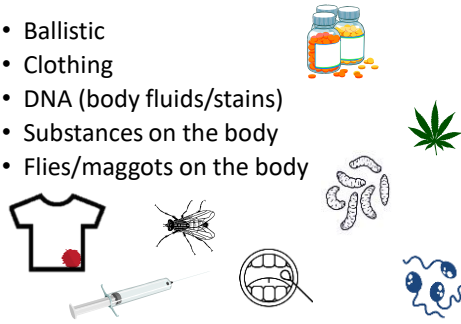 • Ballistic
• Clothing
• DNA (body fluids/stains)
• Substances on the body
• Flies/maggots on the body